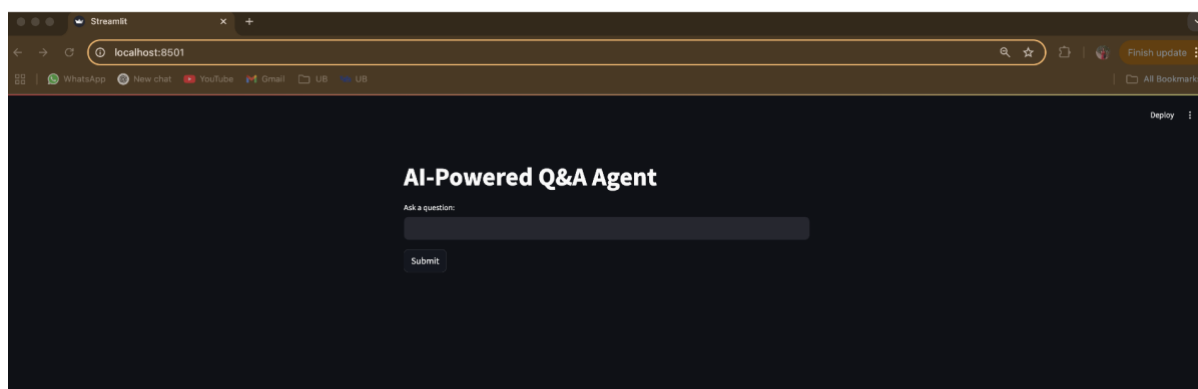 Streamlit
localhost:8501
Finish update
WhatsApp New chat YouTube Gmail UB UB
All Bookmarks
Deploy
AI-Powered Q&A Agent
Ask a question:
Submit